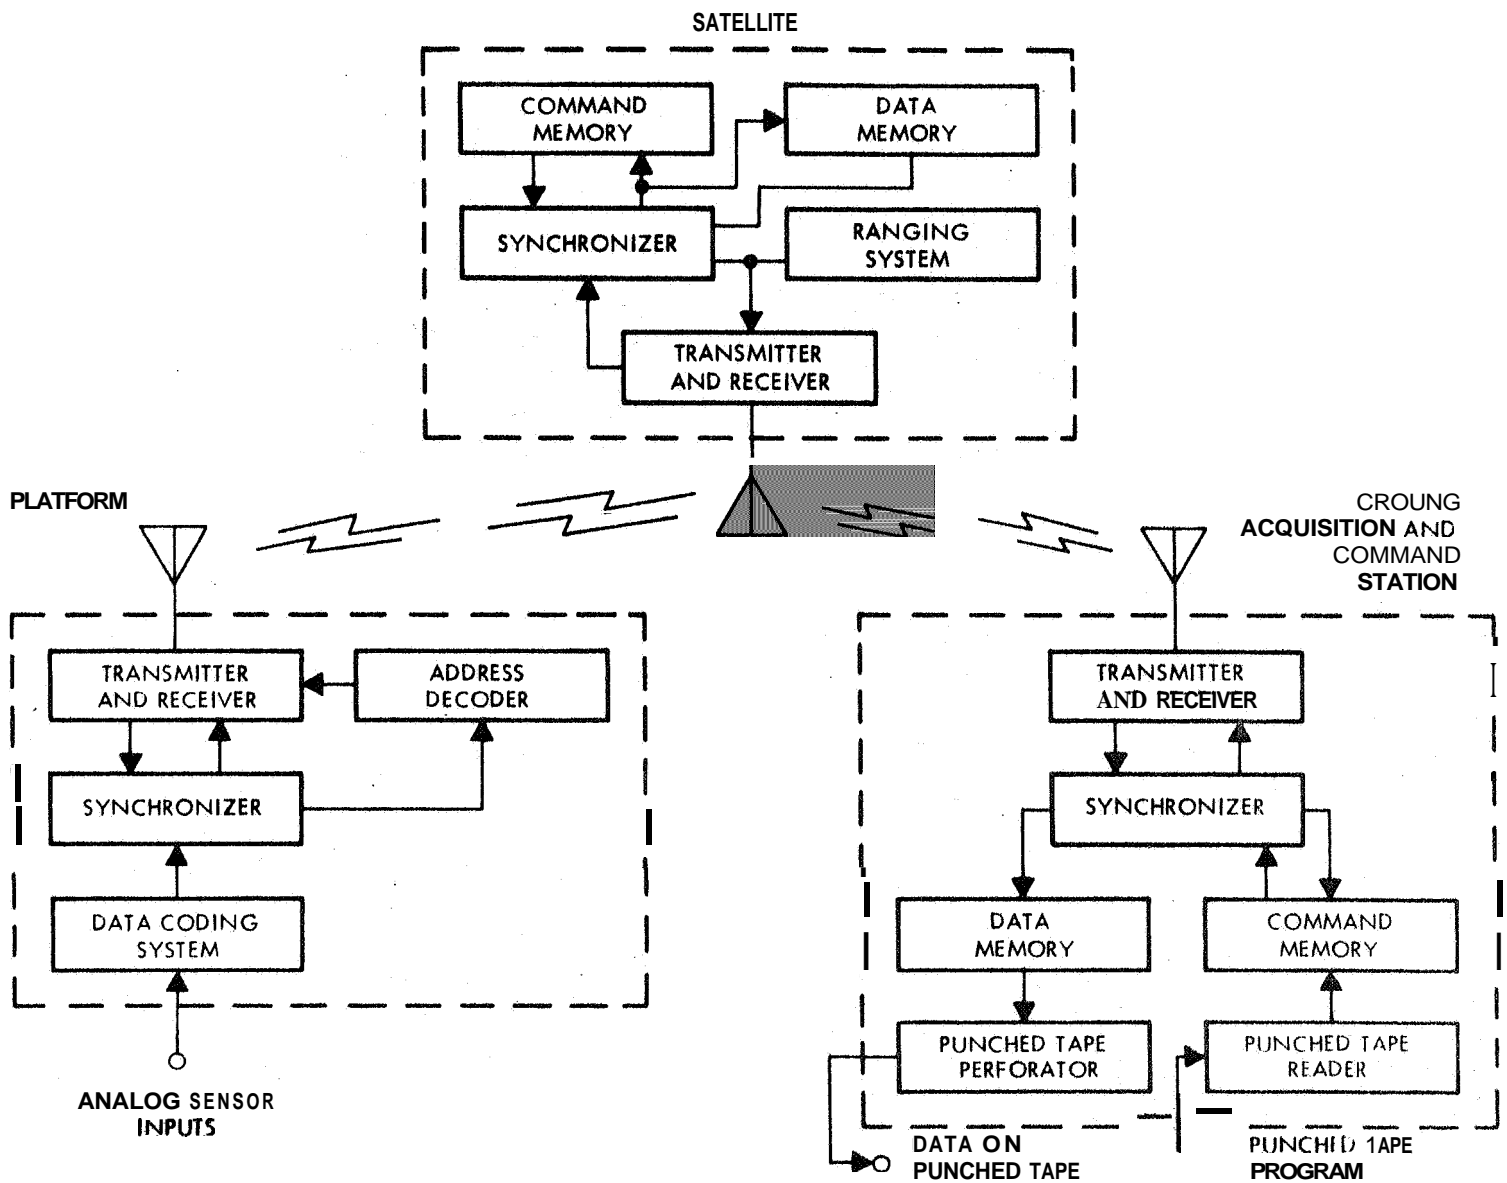 SATELLITE
COMMAND
MEMORY
DATA
MEMORY
SYNCHRONIZER
RANGING
SYSTEM
TRANSMITTER
AND RECEIVER
PLATFORM
TRANSMITTER
AND RECEIVER
ADDRESS
DECODER
SYNCHRONIZER
DATA CODING
SYSTEM
ANALOG SENSOR
INPUTS
CROUNG
ACQUISITION AND
COMMAND
STATION
TRANSMITTER
AND RECEIVER
SYNCHRONIZER
DATA
MEMORY
COMMAND
MEMORY
PUNCHED TAPE
PERFORATOR
PUNCHED TAPE
READER
DATA ON
PUNCHED TAPE
PUNCHED TAPE
PROGRAM